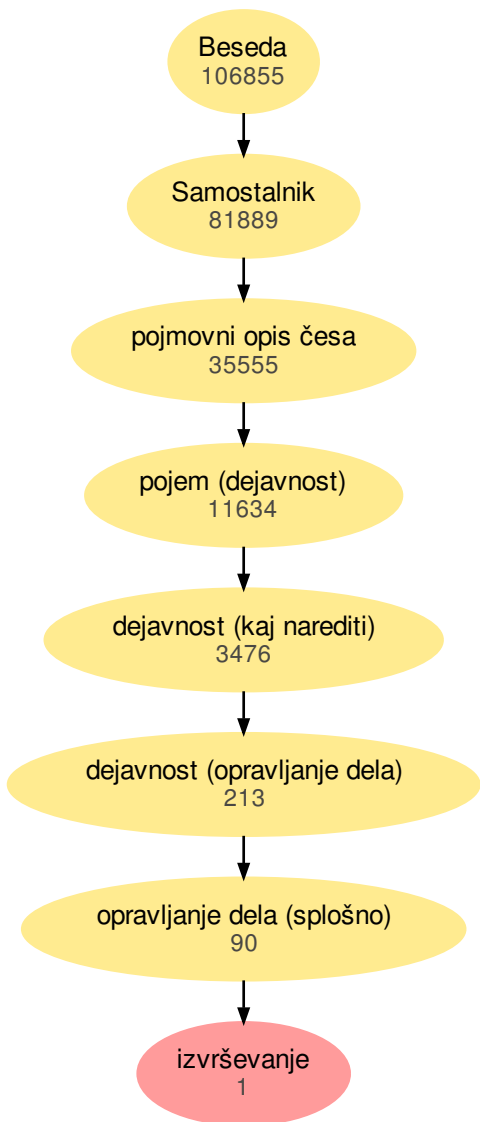 Beseda
106855
Samostalnik
81889
pojmovni opis česa
35555
pojem (dejavnost)
11634
dejavnost (kaj narediti)
3476
dejavnost (opravljanje dela)
213
opravljanje dela (splošno)
90
izvrševanje
1